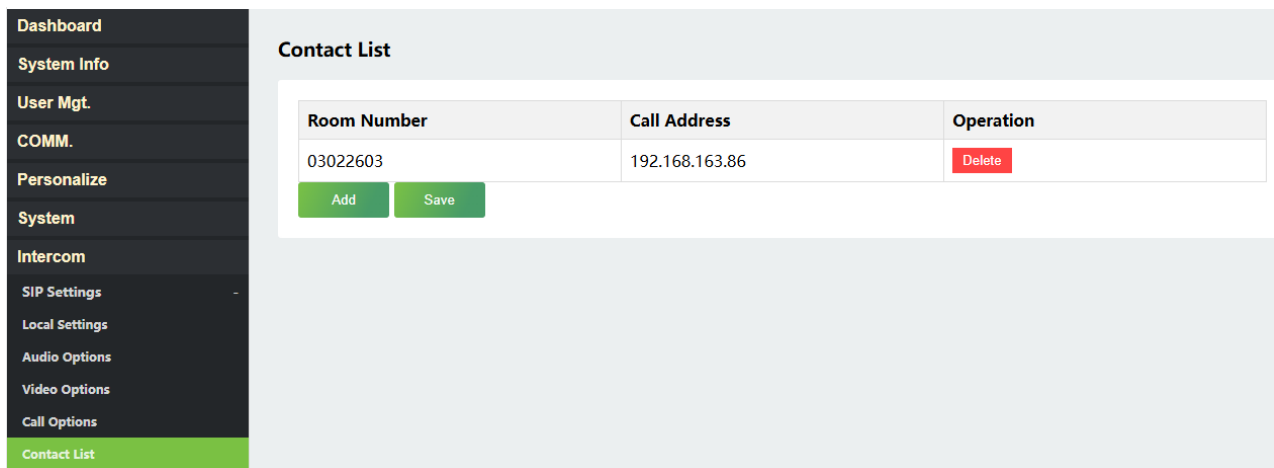 Dashboard
System Info
User Mgt.
COMM.
Personalize
System
Intercom
SIP Settings -
Local Settings
Audio Options
Video Options
Call Options
Contact List
Contact List
Room Number Call Address Operation
03022603 192.168.163.86 Delete
Add Save